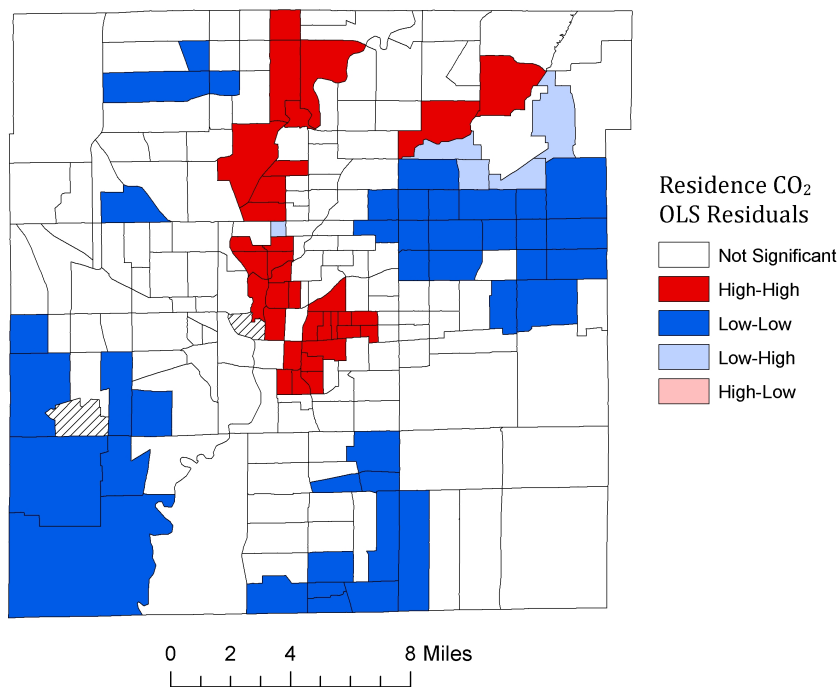 Residence CO₂
OLS Residuals
Not Significant
High-High
Low-Low
Low-High
High-Low
0 2 4 8 Miles